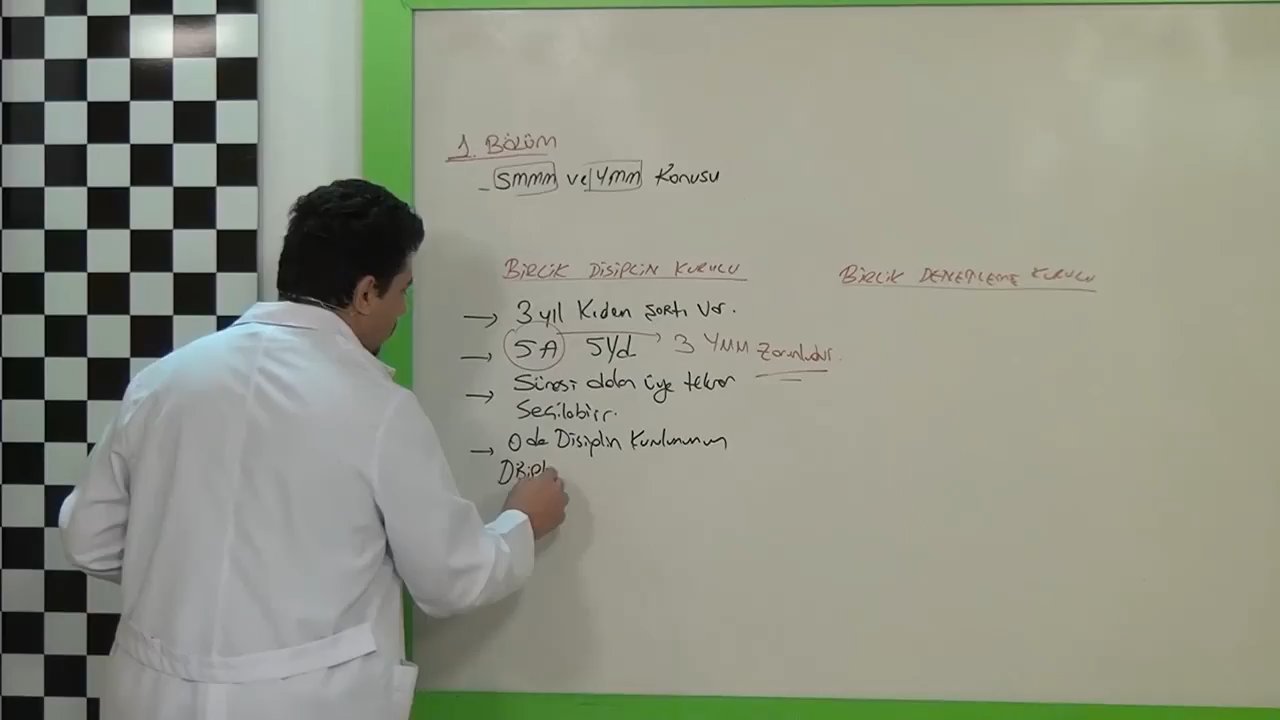 1. BÖLÜM
- SMMM ve YMM Konusu
BİRLİK DİSİPLİN KURULU
BİRLİK DENETLEME KURULU
→ 3 yıl Kıdem şartı var.
→ 5A 5Yd → 3 YMM Zorunludur.
→ Süresi dolan üye tekrar
Seçilebilir.
→ Oda Disiplin Kurulunun